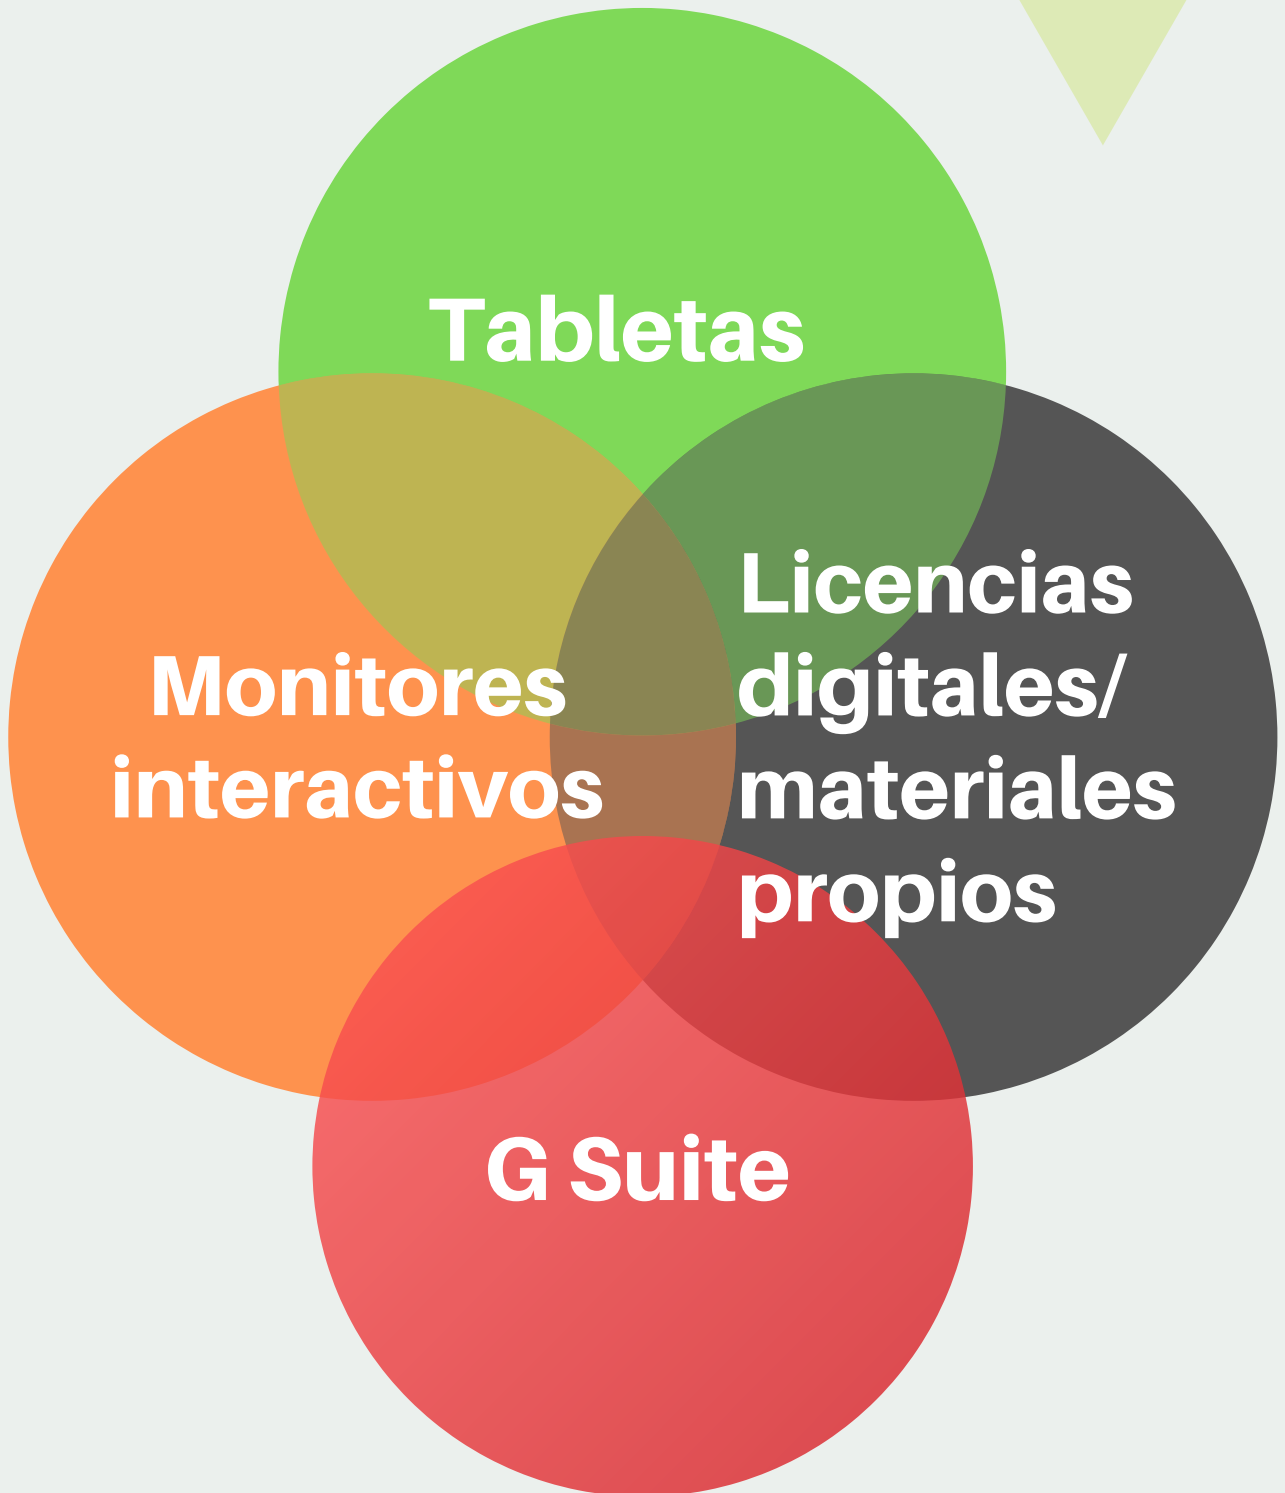 Tabletas
Monitores
interactivos
Licencias
digitales/
materiales
propios
G Suite